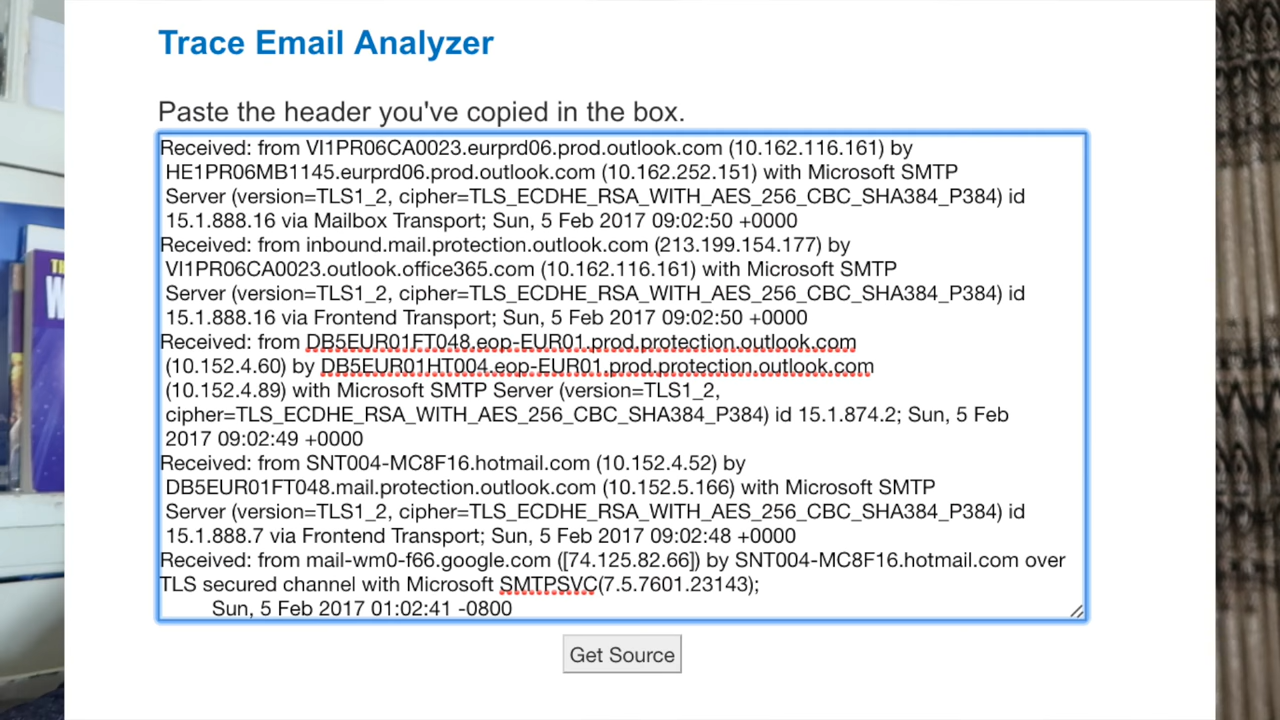 Trace Email Analyzer
Paste the header you've copied in the box.
Received: from VI1PR06CA0023.eurprd06.prod.outlook.com (10.162.116.161) by
HE1PR06MB1145.eurprd06.prod.outlook.com (10.162.252.151) with Microsoft SMTP
Server (version=TLS1_2, cipher=TLS_ECDHE_RSA_WITH_AES_256_CBC_SHA384_P384) id
15.1.888.16 via Mailbox Transport; Sun, 5 Feb 2017 09:02:50 +0000
Received: from inbound.mail.protection.outlook.com (213.199.154.177) by
VI1PR06CA0023.outlook.office365.com (10.162.116.161) with Microsoft SMTP
Server (version=TLS1_2, cipher=TLS_ECDHE_RSA_WITH_AES_256_CBC_SHA384_P384) id
15.1.888.16 via Frontend Transport; Sun, 5 Feb 2017 09:02:50 +0000
Received: from DB5EUR01FT048.eop-EUR01.prod.protection.outlook.com
(10.152.4.60) by DB5EUR01HT004.eop-EUR01.prod.protection.outlook.com
(10.152.4.89) with Microsoft SMTP Server (version=TLS1_2,
cipher=TLS_ECDHE_RSA_WITH_AES_256_CBC_SHA384_P384) id 15.1.874.2; Sun, 5 Feb
2017 09:02:49 +0000
Received: from SNT004-MC8F16.hotmail.com (10.152.4.52) by
DB5EUR01FT048.mail.protection.outlook.com (10.152.5.166) with Microsoft SMTP
Server (version=TLS1_2, cipher=TLS_ECDHE_RSA_WITH_AES_256_CBC_SHA384_P384) id
15.1.888.7 via Frontend Transport; Sun, 5 Feb 2017 09:02:48 +0000
Received: from mail-wm0-f66.google.com ([74.125.82.66]) by SNT004-MC8F16.hotmail.com over
TLS secured channel with Microsoft SMTPSVC(7.5.7601.23143);
Sun, 5 Feb 2017 01:02:41 -0800
Get Source